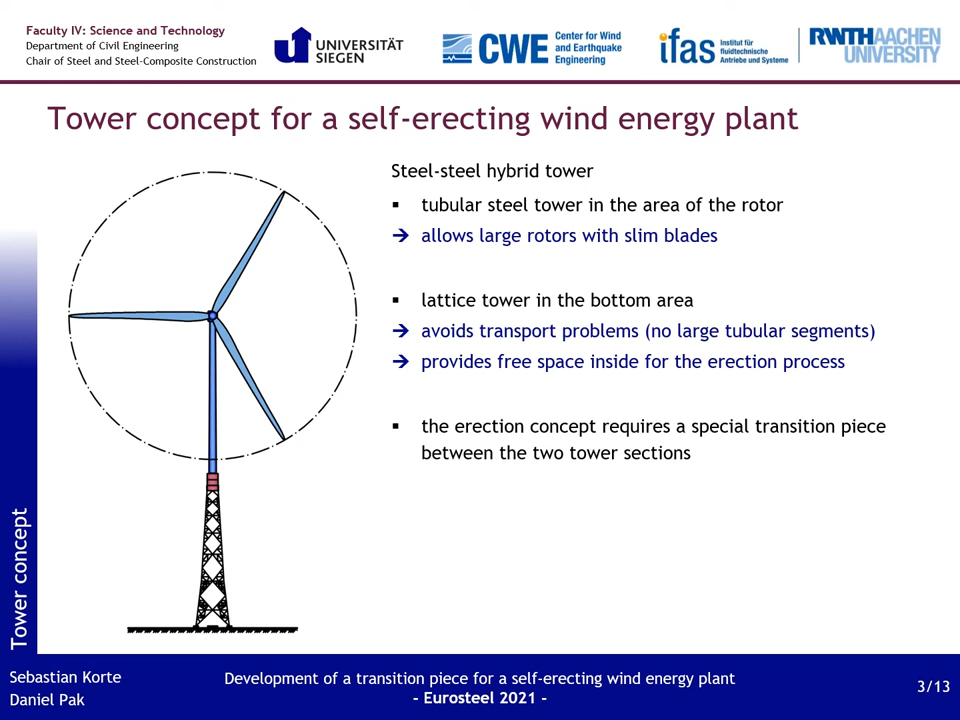 Faculty IV: Science and Technology
Department of Civil Engineering
Chair of Steel and Steel-Composite Construction
UNIVERSITÄT
SIEGEN
CWE
Center for Wind
and Earthquake
Engineering
ifas
Institut für
fluidtechnische
Antriebe und Systeme
RWTHAACHEN
UNIVERSITY
Tower concept for a self-erecting wind energy plant
Steel-steel hybrid tower
▪ tubular steel tower in the area of the rotor
➔ allows large rotors with slim blades
▪ lattice tower in the bottom area
➔ avoids transport problems (no large tubular segments)
➔ provides free space inside for the erection process
▪ the erection concept requires a special transition piece
between the two tower sections
Tower concept
Sebastian Korte
Daniel Pak
Development of a transition piece for a self-erecting wind energy plant
- Eurosteel 2021 -
3/13